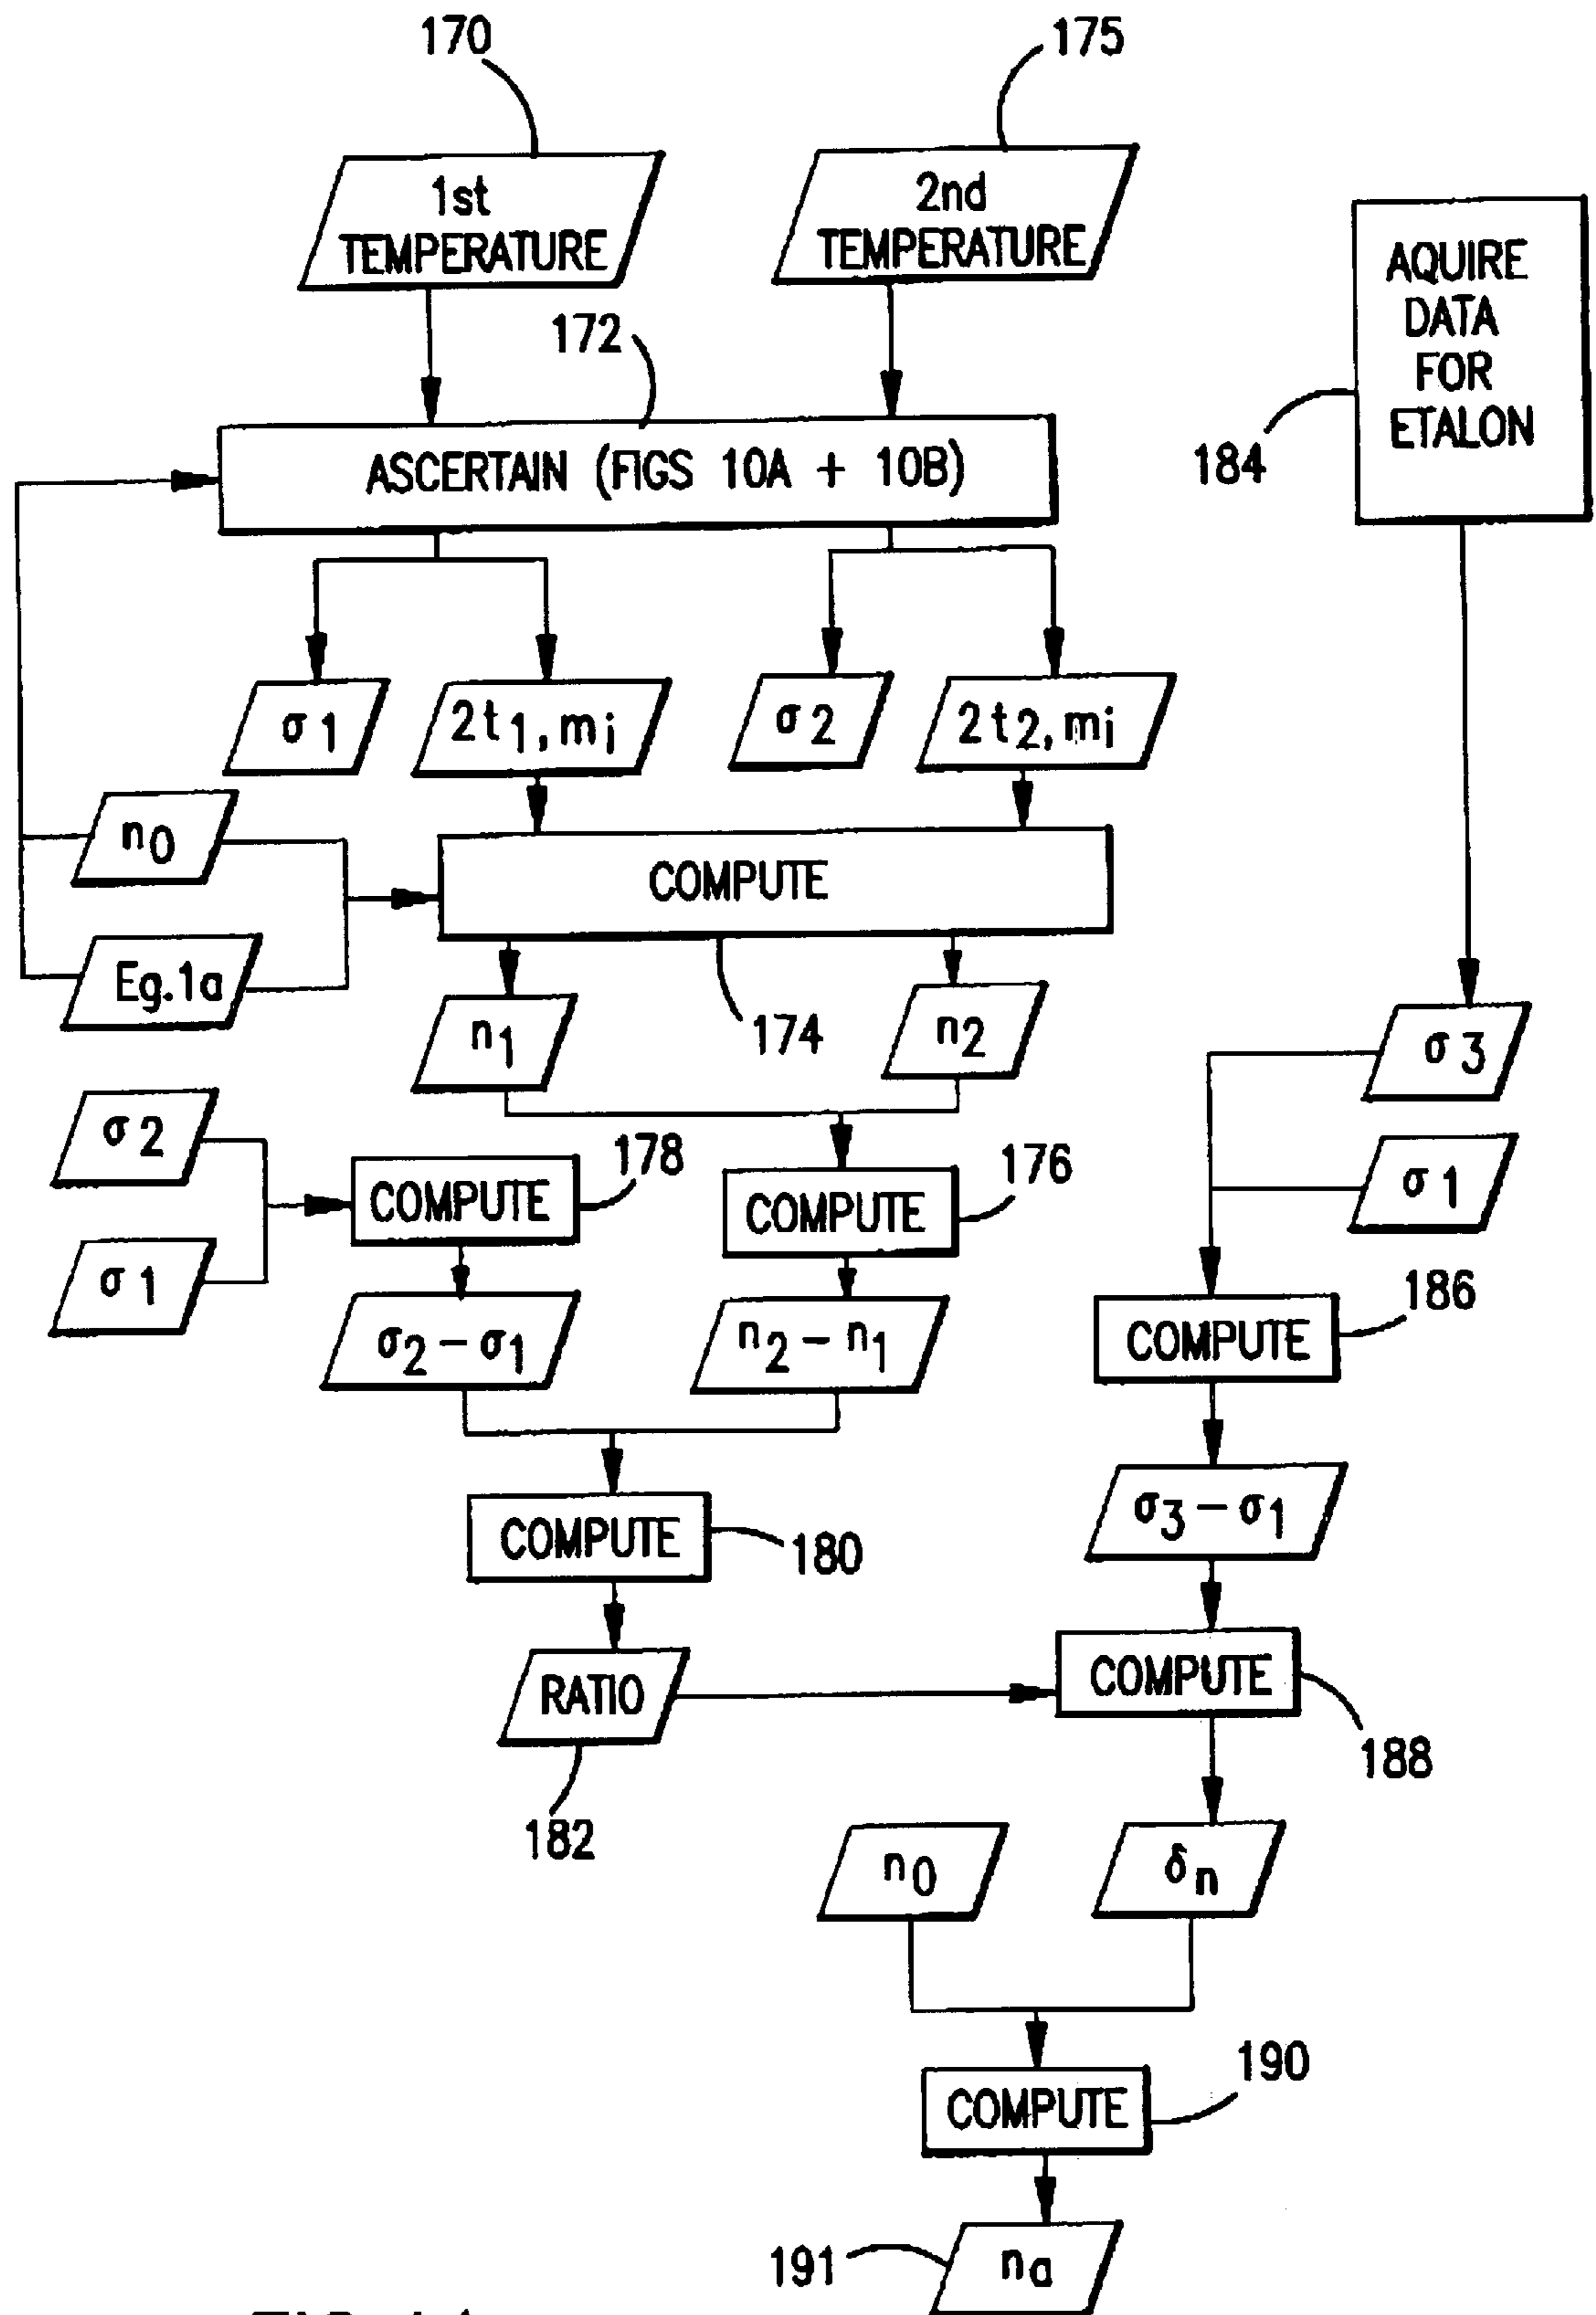 170
175
1st
TEMPERATURE
2nd
TEMPERATURE
AQUIRE
DATA
FOR
ETALON
172
184
ASCERTAIN (FIGS 10A + 10B)
σ1
2t1, mi
σ2
2t2, mi
n0
COMPUTE
Eg.1a
174
n1
n2
σ3
σ2
178
176
σ1
COMPUTE
COMPUTE
σ1
186
σ2 – σ1
n2 – n1
COMPUTE
σ3 – σ1
COMPUTE
180
RATIO
COMPUTE
188
182
n0
δn
190
COMPUTE
191
na